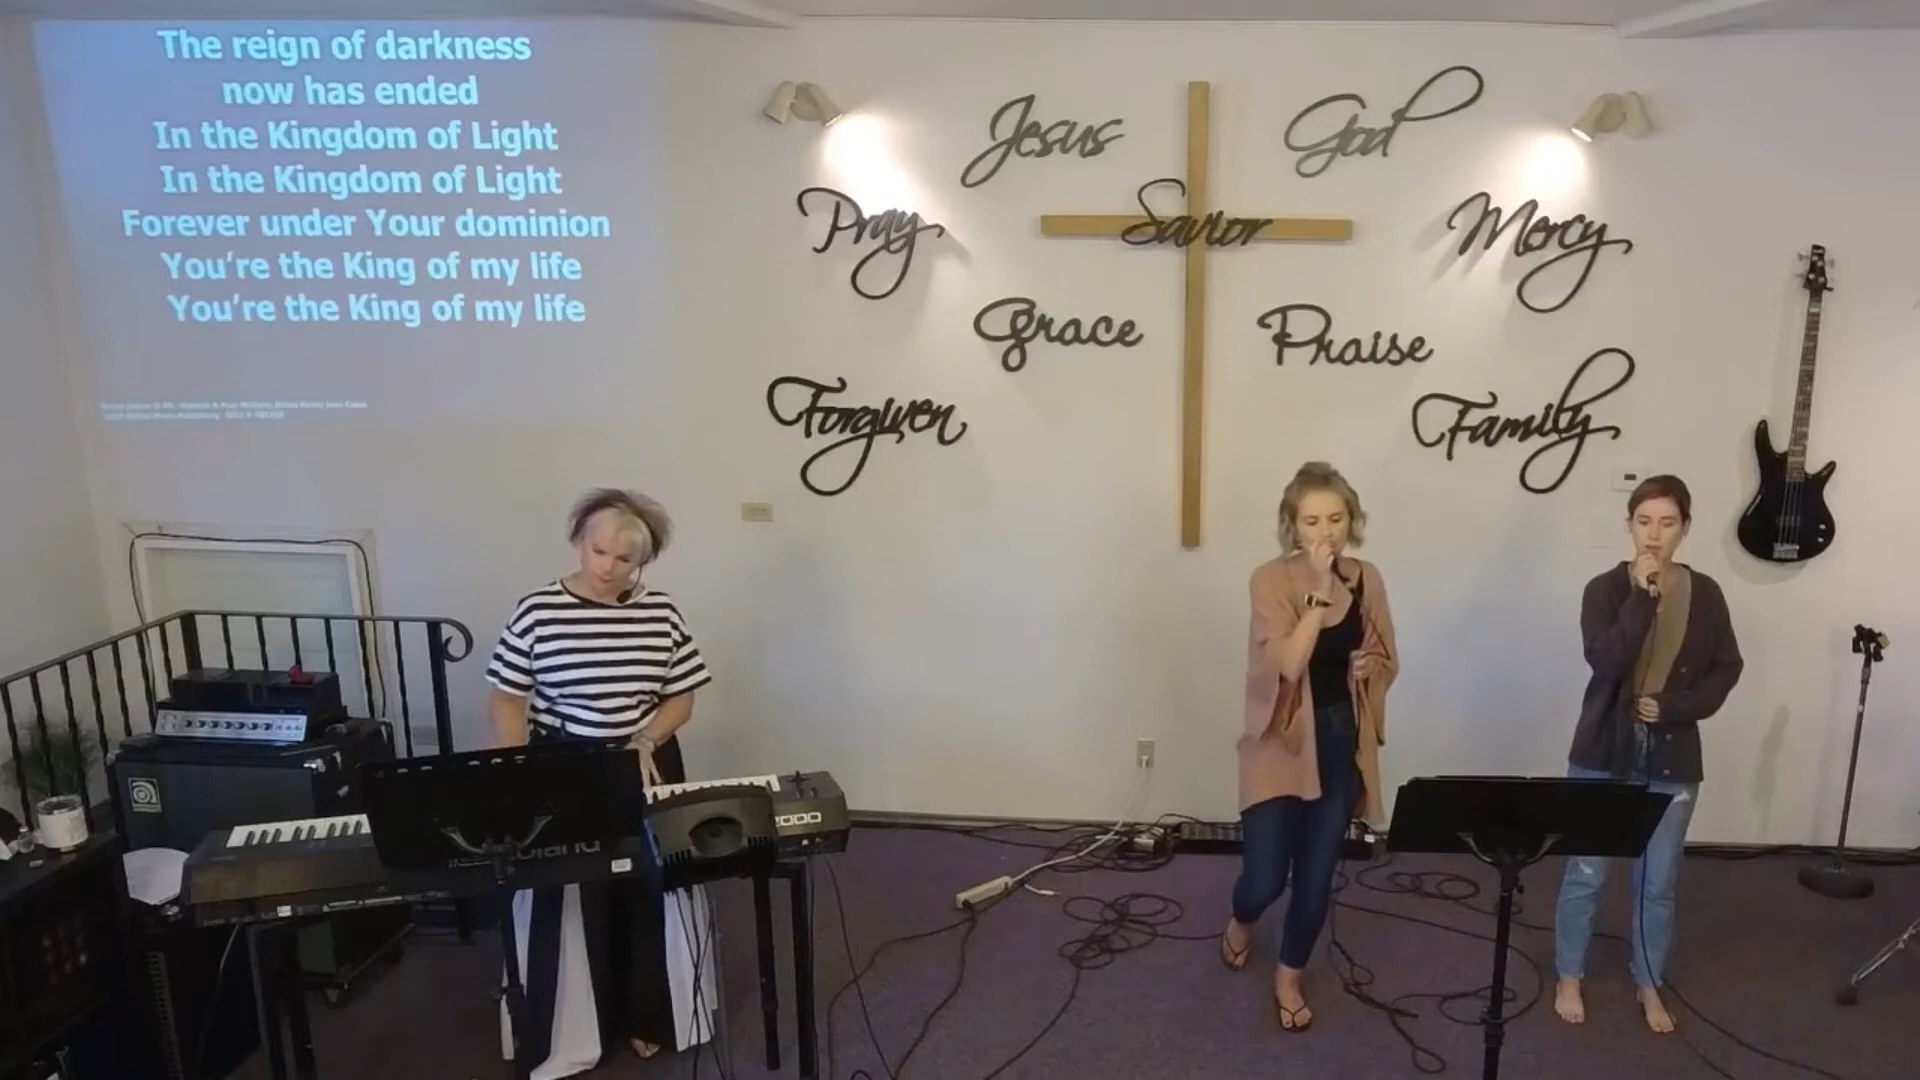 The reign of darkness
now has ended
In the Kingdom of Light
In the Kingdom of Light
Forever under Your dominion
You're the King of my life
You're the King of my life
Jesus
God
Pray
Savior
Mercy
Grace
Praise
Forgiven
Family
Roland
2000